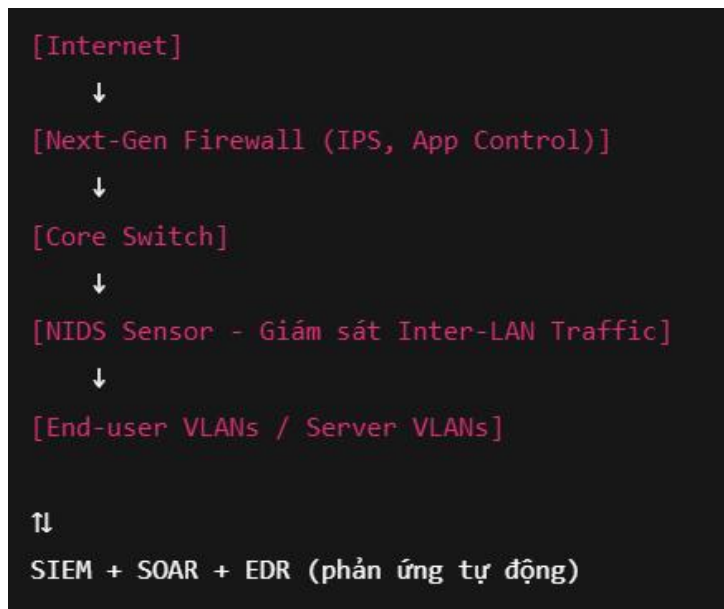 [Internet]
↓
[Next-Gen Firewall (IPS, App Control)]
↓
[Core Switch]
↓
[NIDS Sensor - Giám sát Inter-LAN Traffic]
↓
[End-user VLANs / Server VLANs]
⇅
SIEM + SOAR + EDR (phản ứng tự động)